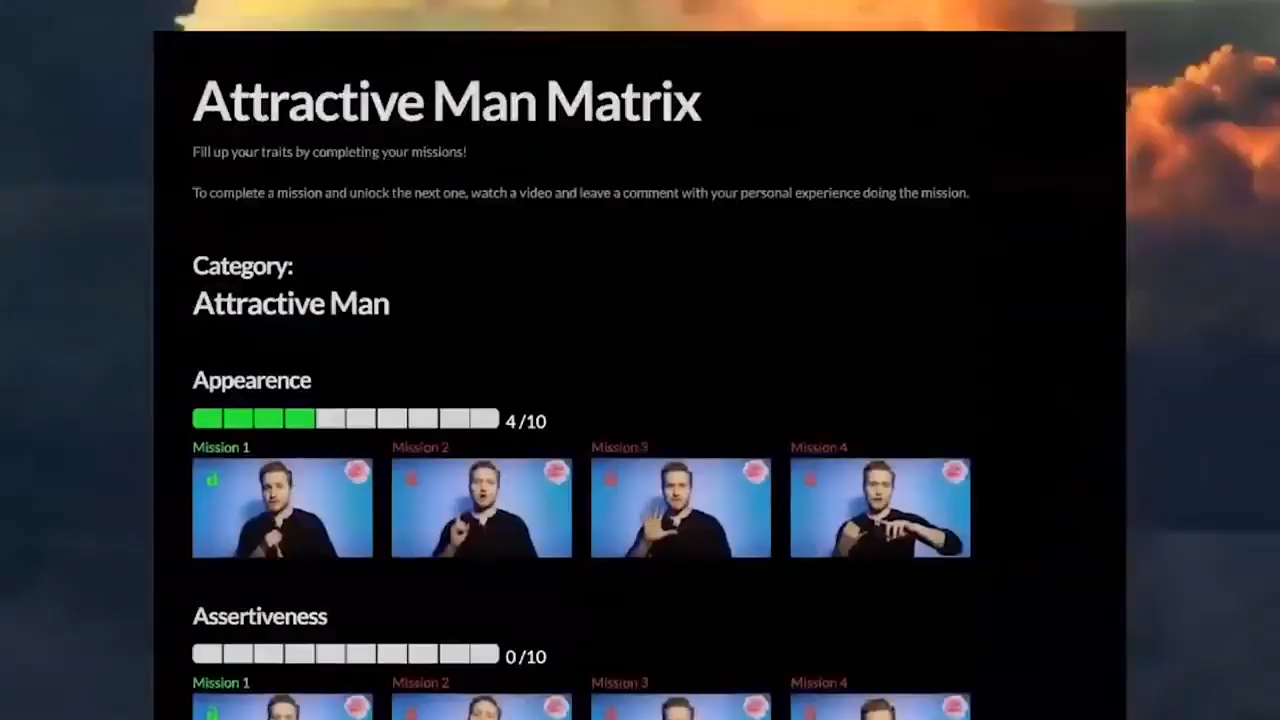 Attractive Man Matrix
Fill up your traits by completing your missions!
To complete a mission and unlock the next one, watch a video and leave a comment with your personal experience doing the mission.
Category:
Attractive Man
Appearence
4/10
Mission 1 Mission 2 Mission 3 Mission 4
Assertiveness
0/10
Mission 1 Mission 2 Mission 3 Mission 4